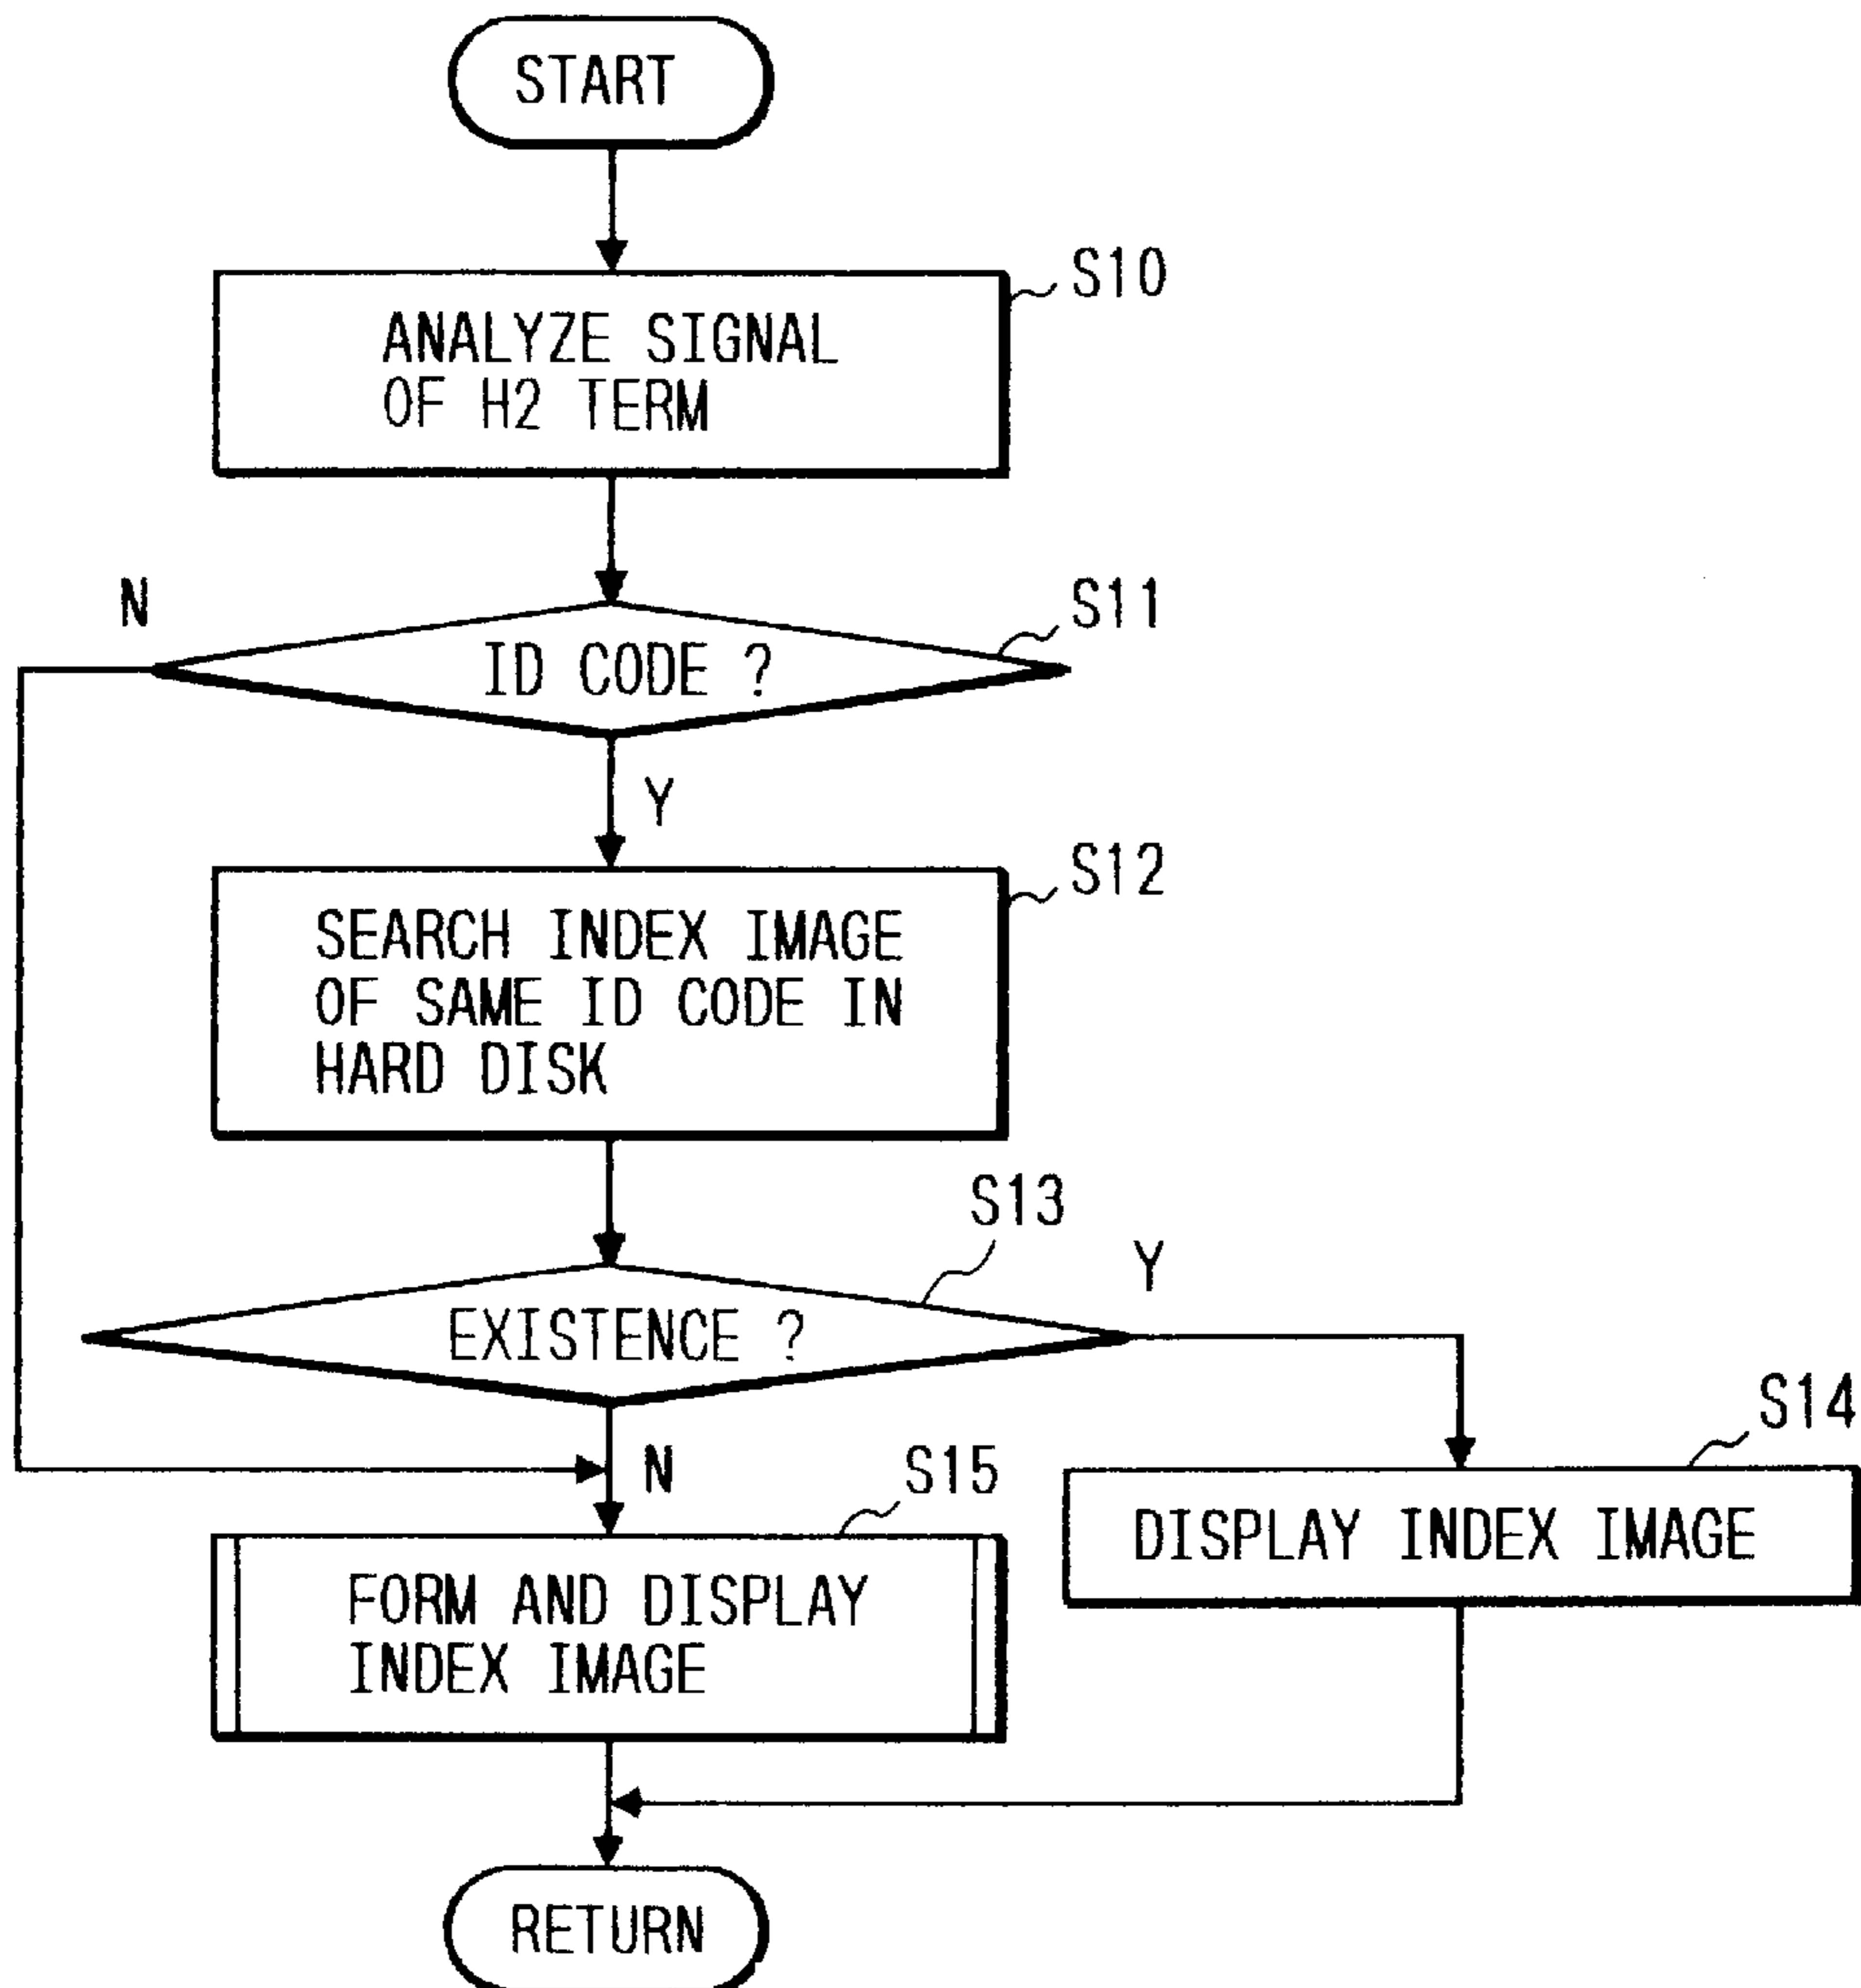 START
S10
ANALYZE SIGNAL
OF H2 TERM
N
S11
ID CODE ?
Y
S12
SEARCH INDEX IMAGE
OF SAME ID CODE IN
HARD DISK
S13
Y
EXISTENCE ?
S14
N
S15
DISPLAY INDEX IMAGE
FORM AND DISPLAY
INDEX IMAGE
RETURN